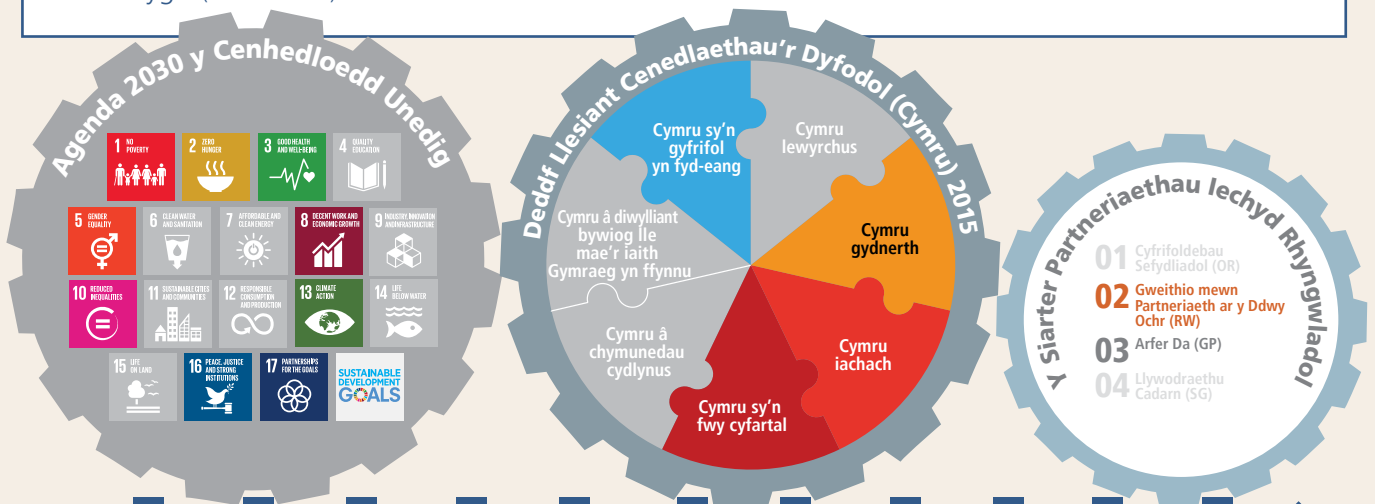 Agenda 2030 y Cenhedloedd Unedig
1 NO
POVERTY
2 ZERO
HUNGER
3 GOOD HEALTH
AND WELL-BEING
4 QUALITY
EDUCATION
5 GENDER
EQUALITY
6 CLEAN WATER
AND SANITATION
7 AFFORDABLE AND
CLEAN ENERGY
8 DECENT WORK AND
ECONOMIC GROWTH
9 INDUSTRY, INNOVATION
AND INFRASTRUCTURE
10 REDUCED
INEQUALITIES
11 SUSTAINABLE CITIES
AND COMMUNITIES
12 RESPONSIBLE
CONSUMPTION
AND PRODUCTION
13 CLIMATE
ACTION
14 LIFE
BELOW WATER
15 LIFE
ON LAND
16 PEACE, JUSTICE
AND STRONG
INSTITUTIONS
17 PARTNERSHIPS
FOR THE GOALS
SUSTAINABLE
DEVELOPMENT
GOALS
Deddf Llesiant Cenedlaethau'r Dyfodol (Cymru) 2015
Cymru sy'n
gyfrifol
yn fyd-eang
Cymru
lewyrchus
Cymru
gydnerth
Cymru
iachach
Cymru sy'n
fwy cyfartal
Cymru â
chymunedau
cydlynus
Cymru â diwylliant
bywiog lle
mae'r iaith
Gymraeg yn ffynnu
Y Siarter Partneriaethau Iechyd Rhyngwladol
01 Cyfrifoldebau
Sefydliadol (OR)
02 Gweithio mewn
Partneriaeth ar y Ddwy
Ochr (RW)
03 Arfer Da (GP)
04 Llywodraethu
Cadarn (SG)